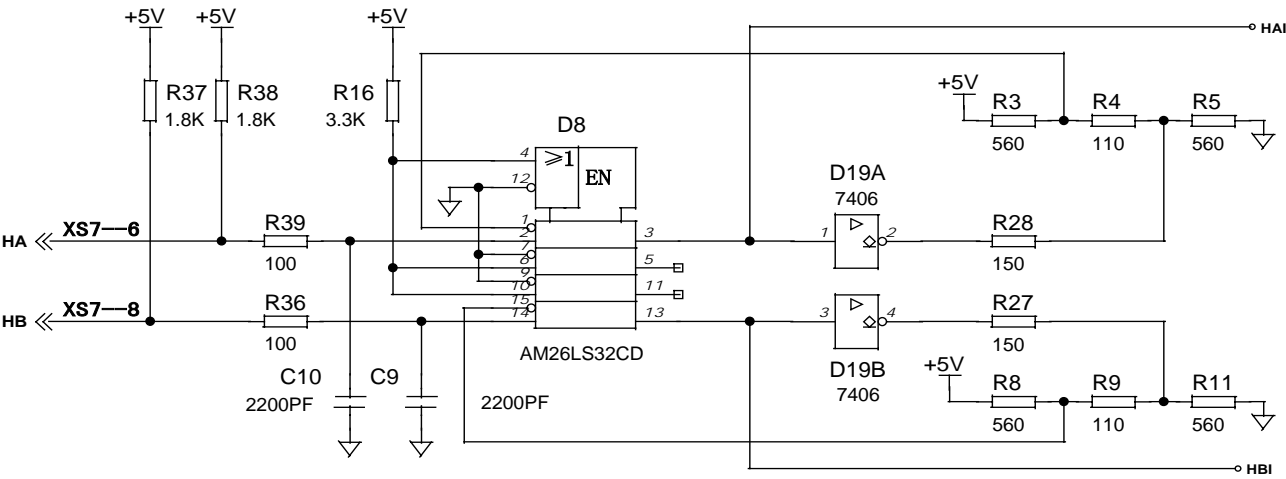 +5V +5V +5V
HAI
R37 R38 R16
1.8K 1.8K 3.3K
+5V
R3 R4 R5
560 110 560
D8
4 ≥1
12 EN
D19A
7406
HA XS7--6
R39
100
1
2 3
7
6 5
9
10 11
15
14 13
1 2
R28
150
HB XS7--8
R36
100
3 4
R27
150
AM26LS32CD
D19B
7406
C10 C9
2200PF 2200PF
+5V
R8 R9 R11
560 110 560
HBI